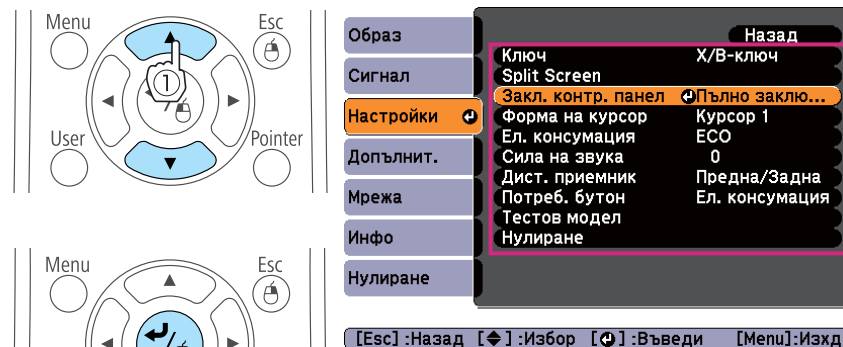 Menu
Esc
①
User
Pointer
Menu
Esc
Образ
Сигнал
Настройки
Допълнит.
Мрежа
Инфо
Нулиране
Назад
Ключ Х/В-ключ
Split Screen
Закл. контр. панел Пълно заклю...
Форма на курсор Курсор 1
Ел. консумация ECO
Сила на звука 0
Дист. приемник Предна/Задна
Потреб. бутон Ел. консумация
Тестов модел
Нулиране
[Esc] :Назад [◆] :Избор [⏎] :Въведи [Menu]:Изхд